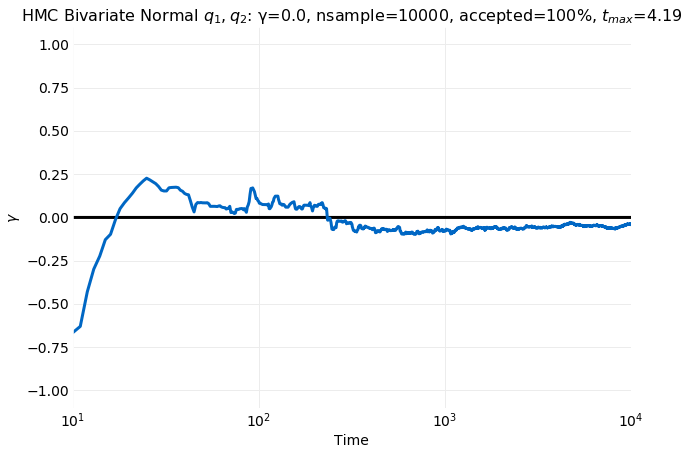 HMC Bivariate Normal q₁, q₂: γ=0.0, nsample=10000, accepted=100%, t_max=4.19
1.00
0.75
0.50
0.25
0.00
−0.25
−0.50
−0.75
−1.00
γ
10¹ 10² 10³ 10⁴
Time